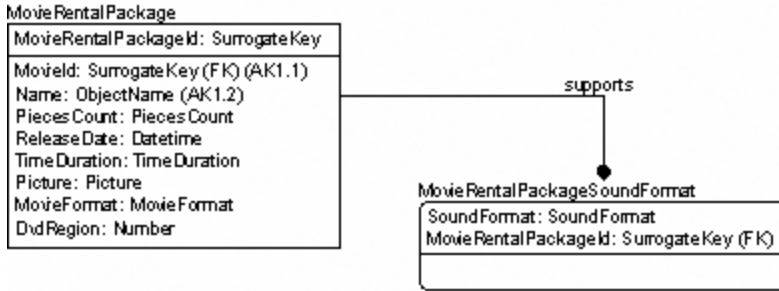 MovieRentalPackage
MovieRentalPackageId: SurrogateKey
MovieId: SurrogateKey (FK) (AK1.1)
Name: ObjectName (AK1.2)
PiecesCount: PiecesCount
ReleaseDate: Datetime
TimeDuration: TimeDuration
Picture: Picture
MovieFormat: MovieFormat
DvdRegion: Number
supports
MovieRentalPackageSoundFormat
SoundFormat: SoundFormat
MovieRentalPackageId: SurrogateKey (FK)